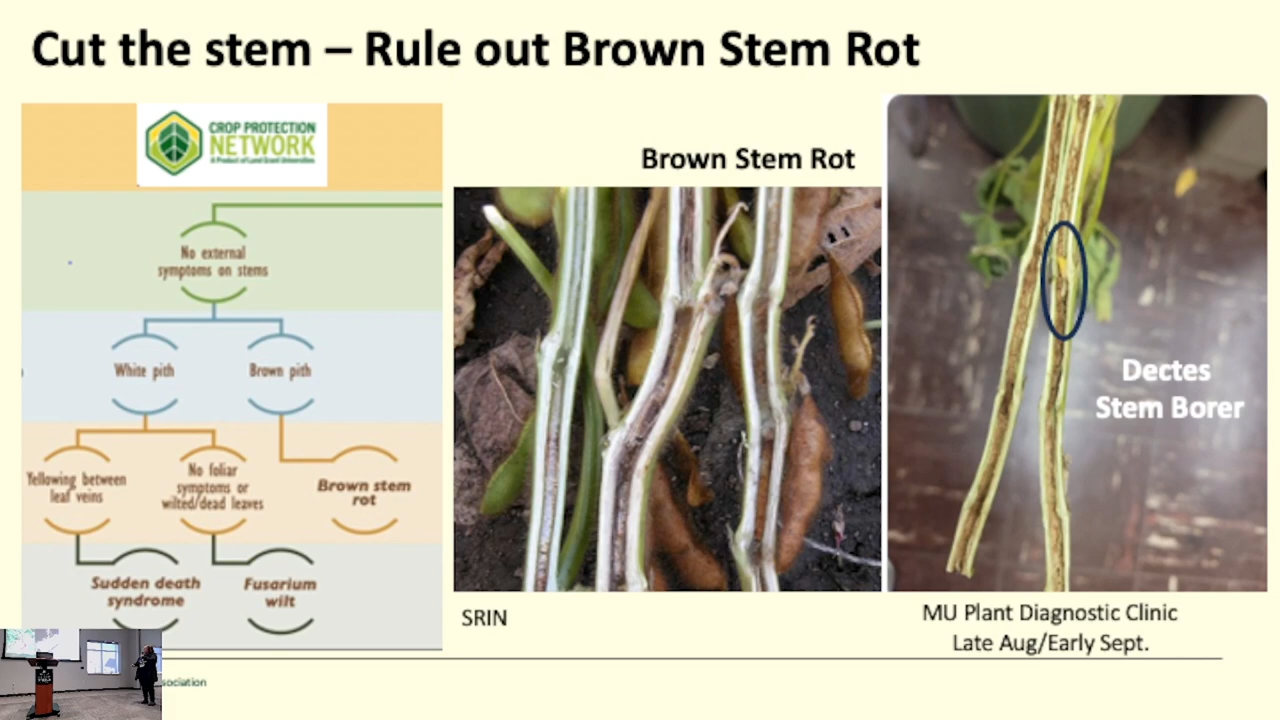 Cut the stem – Rule out Brown Stem Rot
CROP PROTECTION
NETWORK
A Product of Land Grant Universities
No external
symptoms on stems
White pith
Brown pith
Yellowing between
leaf veins
No foliar
symptoms or
wilted/dead leaves
Brown stem
rot
Sudden death
syndrome
Fusarium
wilt
Brown Stem Rot
SRIN
Dectes
Stem Borer
MU Plant Diagnostic Clinic
Late Aug/Early Sept.
sociation